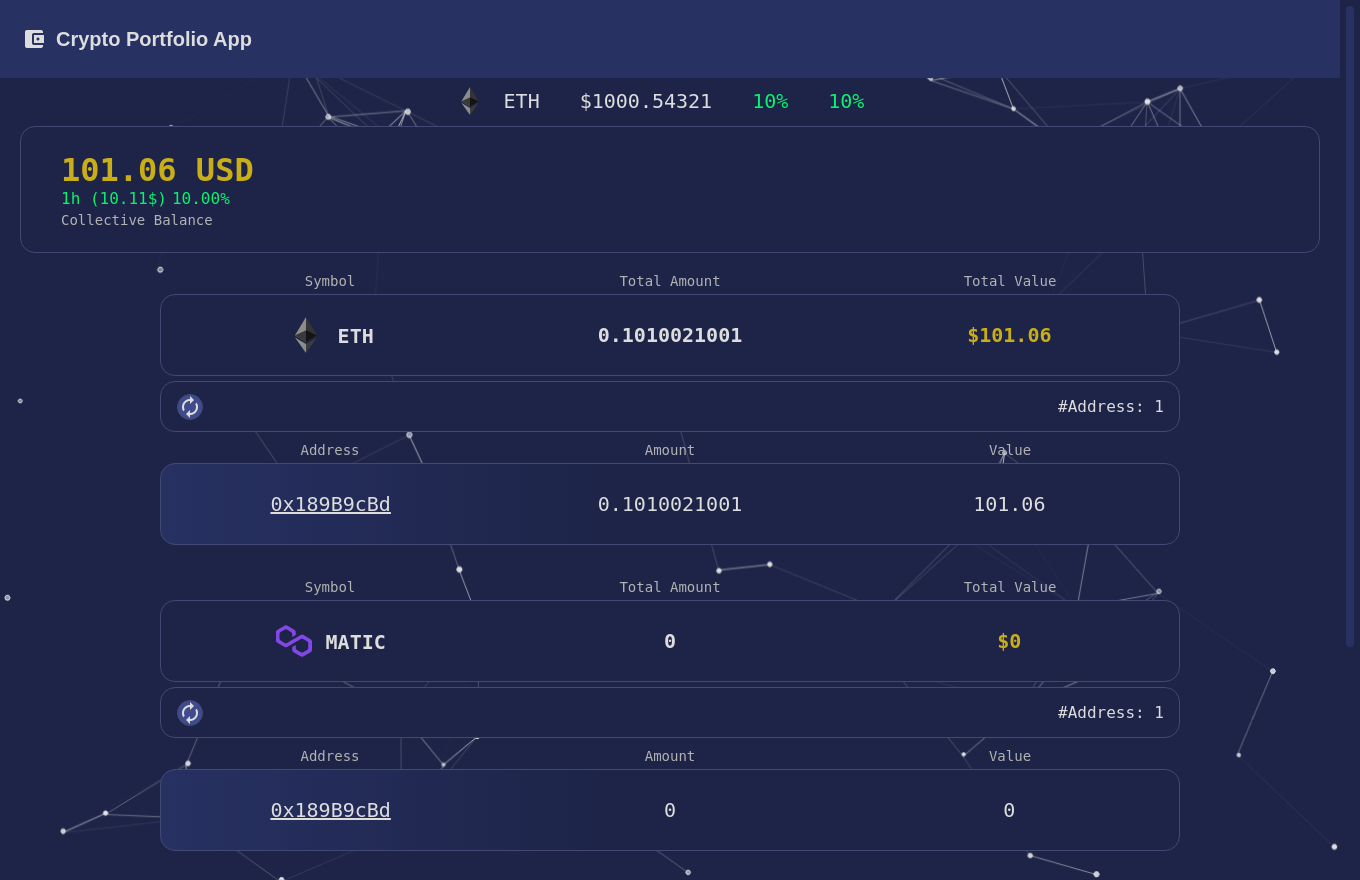 Crypto Portfolio App
ETH $1000.54321 10% 10%
101.06 USD
1h (10.11$) 10.00%
Collective Balance
Symbol Total Amount Total Value
ETH 0.1010021001 $101.06
#Address: 1
Address Amount Value
0x189B9cBd 0.1010021001 101.06
Symbol Total Amount Total Value
MATIC 0 $0
#Address: 1
Address Amount Value
0x189B9cBd 0 0